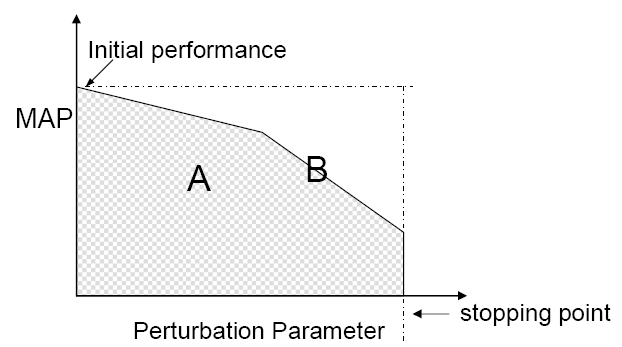 Initial performance
MAP
A
B
stopping point
Perturbation Parameter